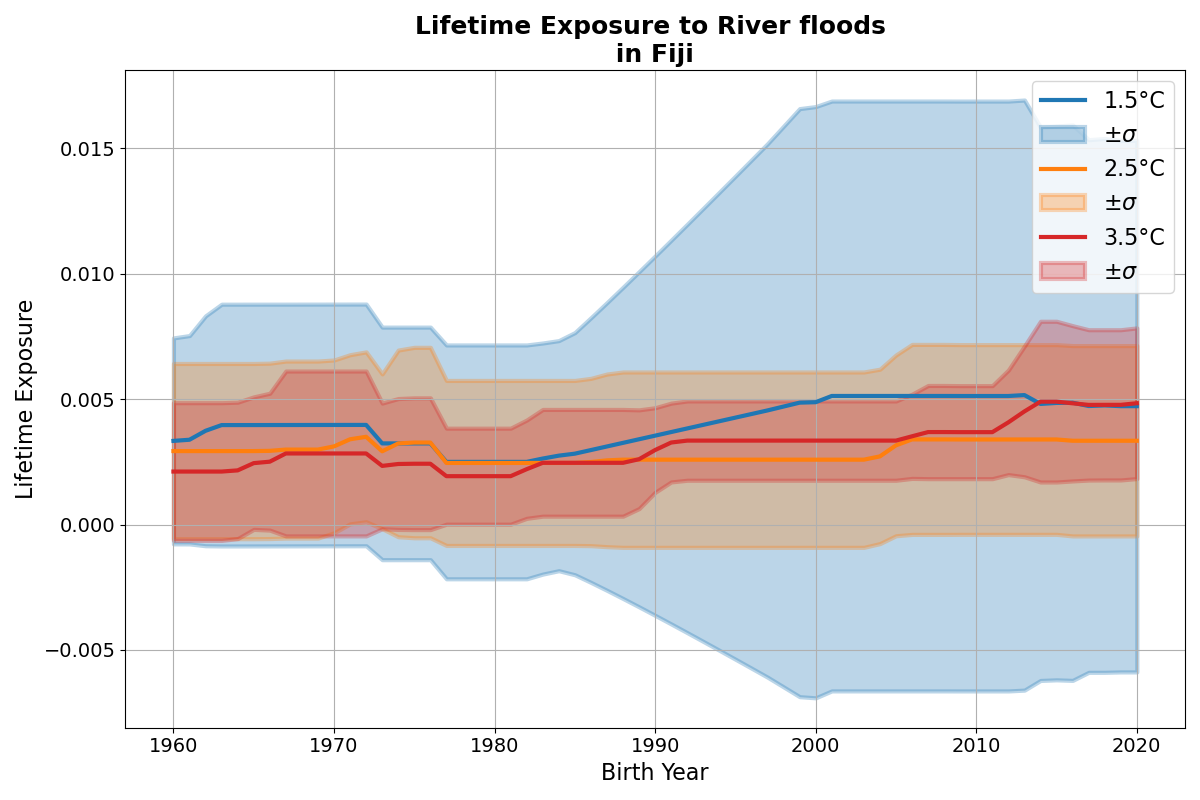 Lifetime Exposure to River floods
in Fiji
1.5°C
±σ
2.5°C
±σ
3.5°C
±σ
Lifetime Exposure
0.015
0.010
0.005
0.000
−0.005
1960 1970 1980 1990 2000 2010 2020
Birth Year